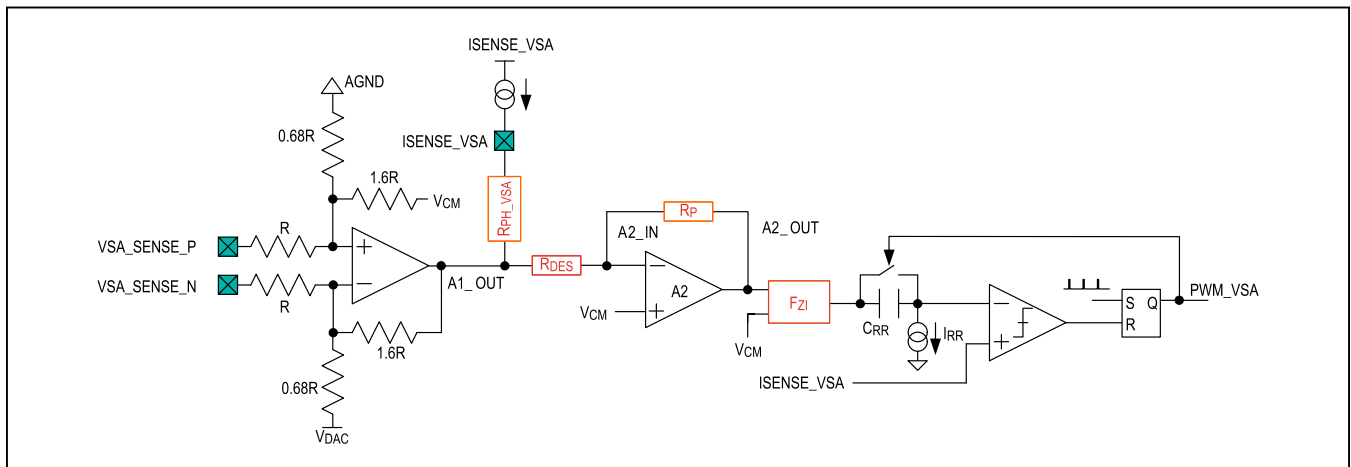 ISENSE_VSA
AGND
0.68R
ISENSE_VSA
1.6R
VCM
RPH_VSA
RP
A2_IN
A2_OUT
VSA_SENSE_P
R
+
RDES
−
A1_OUT
A2
FZI
S Q
PWM_VSA
VSA_SENSE_N
R
−
VCM
+
CRR
−
R
1.6R
VCM
IRR
+
0.68R
ISENSE_VSA
VDAC